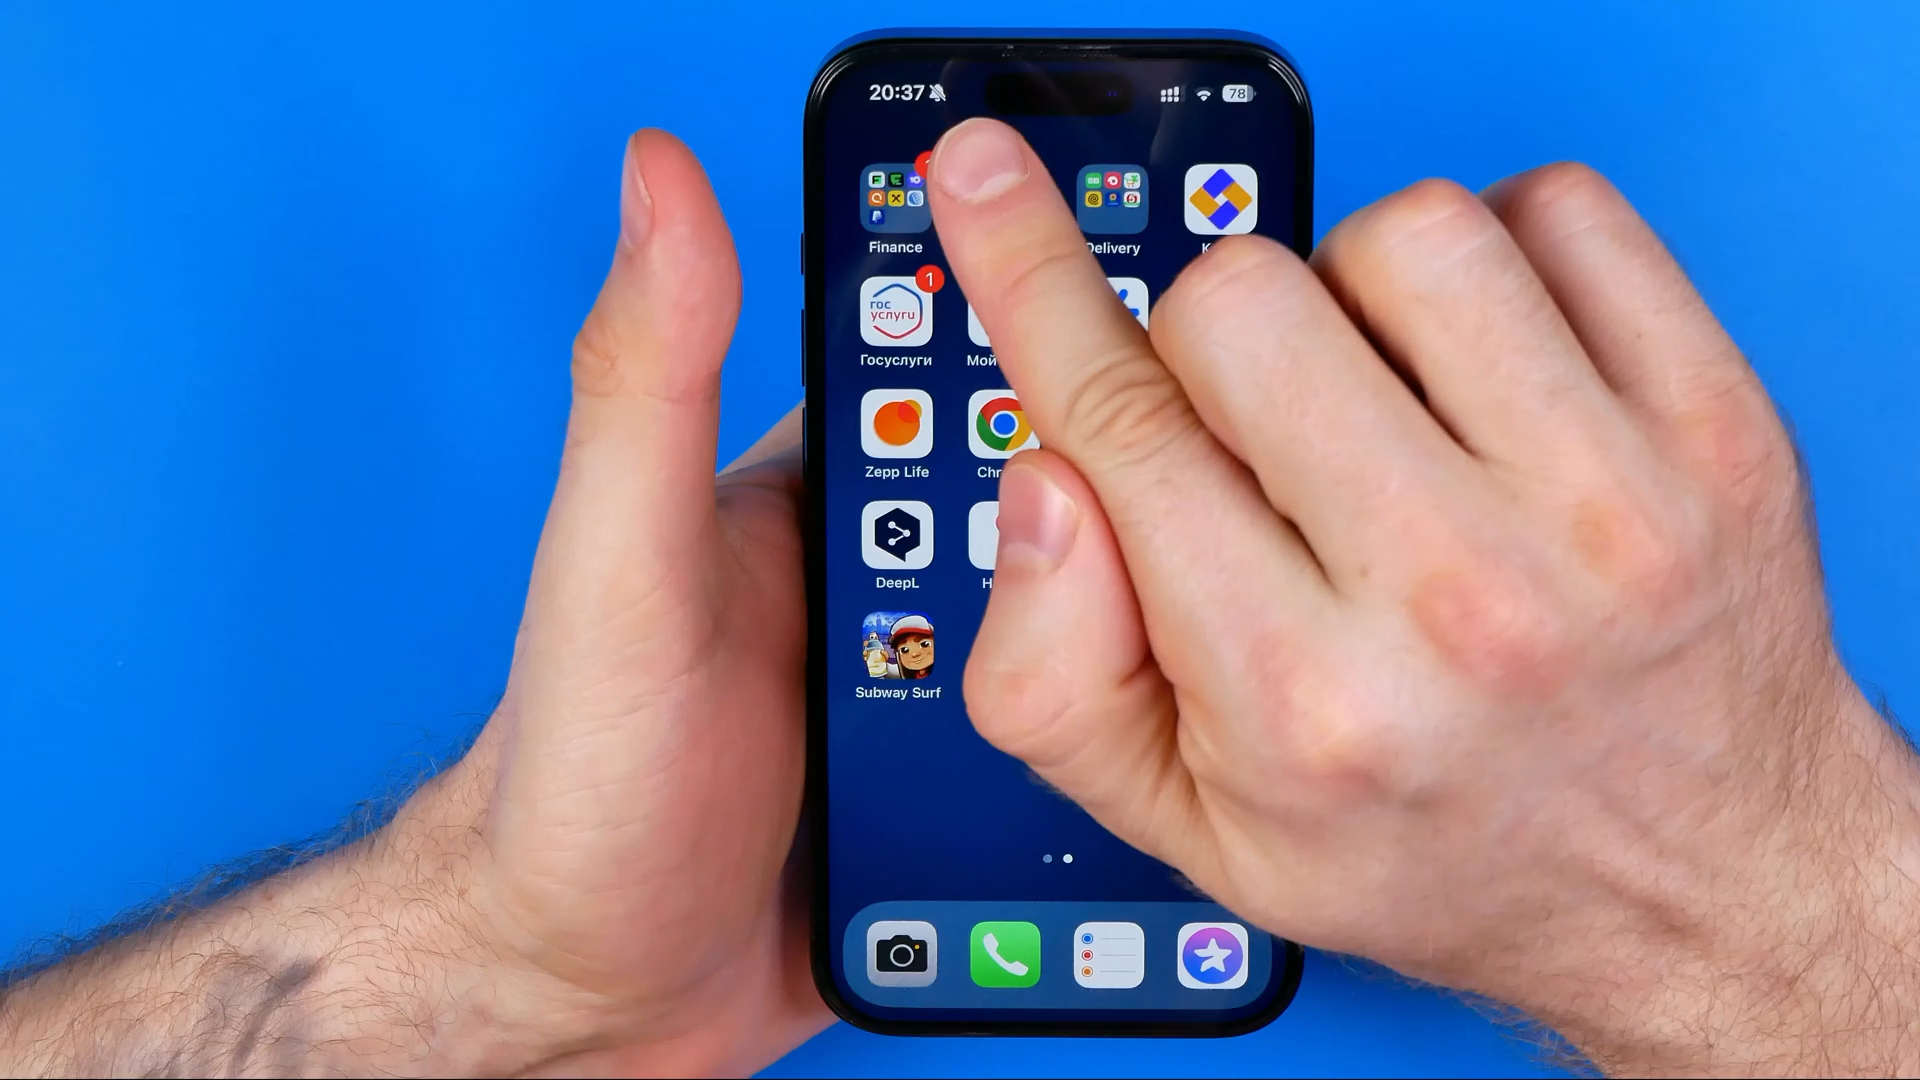 20:37 78
Finance Delivery
1
гос
услуги
Госуслуги Мой
Zepp Life Chr
DeepL
Subway Surf